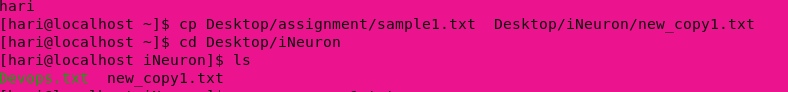 hari
[hari@localhost ~]$ cp Desktop/assignment/sample1.txt  Desktop/iNeuron/new_copy1.txt
[hari@localhost ~]$ cd Desktop/iNeuron
[hari@localhost iNeuron]$ ls
Devops.txt  new_copy1.txt